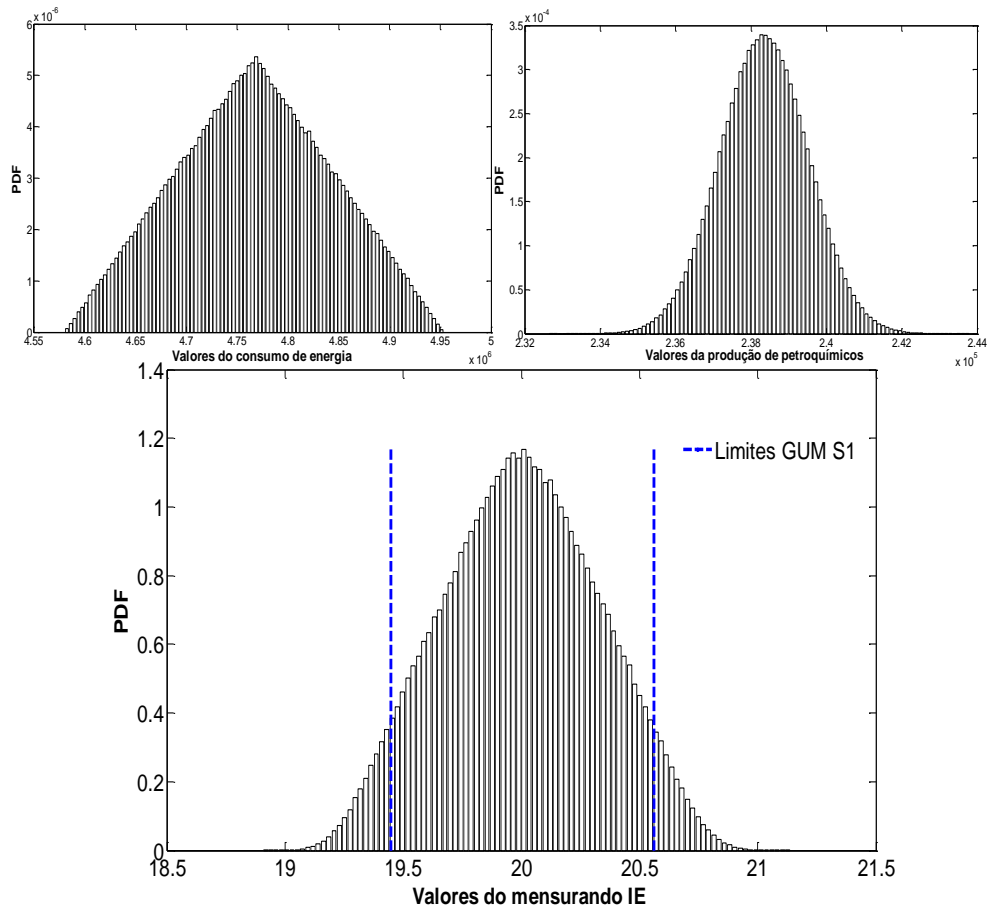 x 10^-6
6
5
4
3
2
1
0
PDF
4.55 4.6 4.65 4.7 4.75 4.8 4.85 4.9 4.95 5
x 10^6
Valores do consumo de energia
x 10^-4
3.5
3
2.5
2
1.5
1
0.5
0
PDF
2.32 2.34 2.36 2.38 2.4 2.42 2.44
x 10^5
Valores da produção de petroquímicos
1.4
1.2
1
0.8
0.6
0.4
0.2
0
PDF
Limites GUM S1
18.5 19 19.5 20 20.5 21 21.5
Valores do mensurando IE